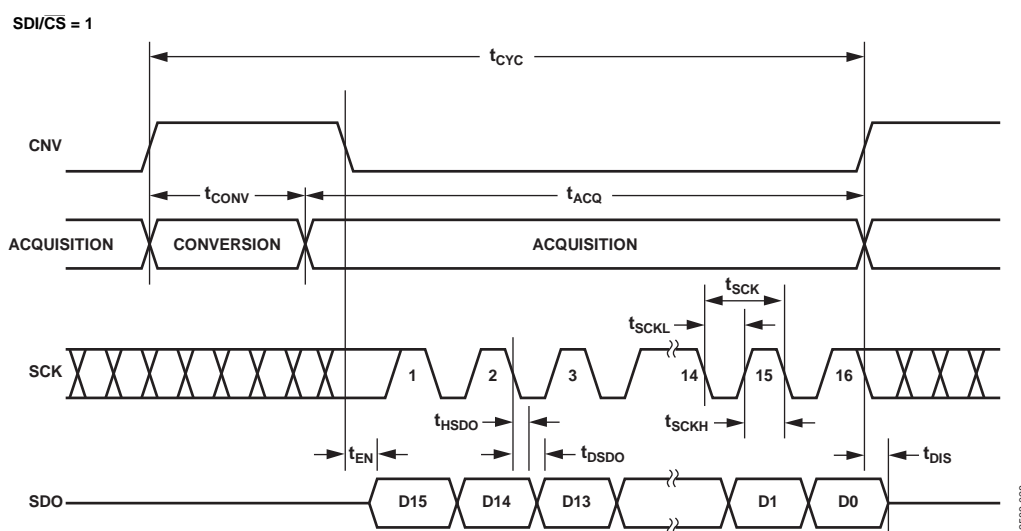 SDI/CS = 1
tCYC
CNV
tCONV
tACQ
ACQUISITION
CONVERSION
ACQUISITION
tSCK
tSCKL
SCK
1
2
3
14
15
16
tHSDO
tSCKH
tEN
tDSDO
tDIS
SDO
D15
D14
D13
D1
D0